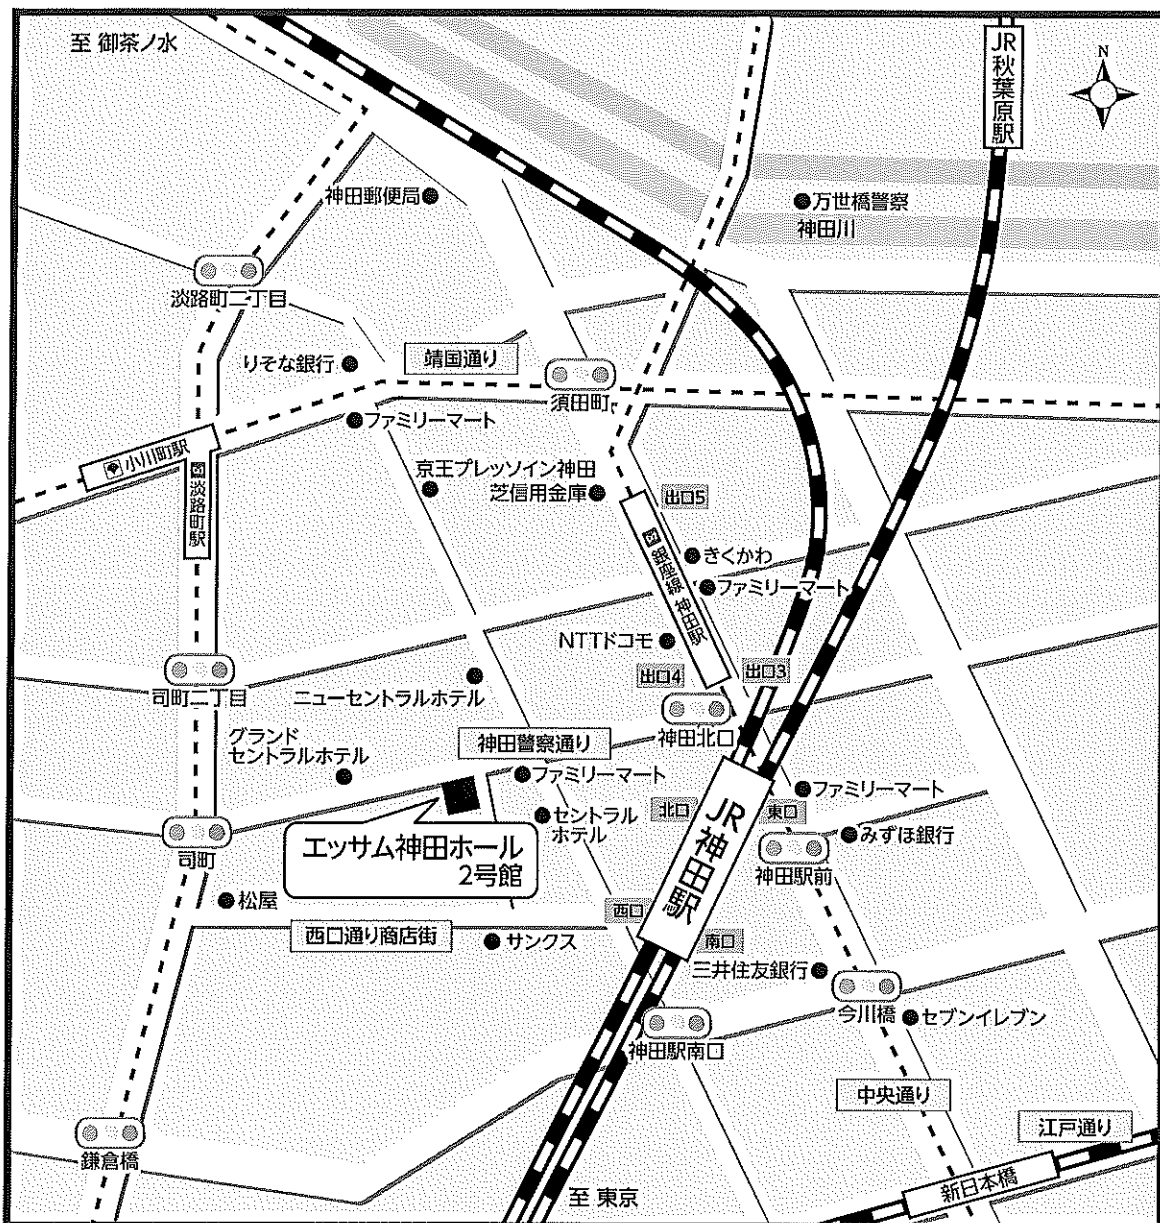 至 御茶ノ水
JR秋葉原駅
N
神田郵便局
万世橋警察
神田川
淡路町二丁目
りそな銀行
靖国通り
須田町
ファミリーマート
小川町駅
淡路町駅
京王プレッソイン神田
芝信用金庫
出口5
銀座線 神田駅
きくかわ
ファミリーマート
NTTドコモ
出口4
出口3
司町二丁目
ニューセントラルホテル
神田北口
グランド
セントラルホテル
神田警察通り
ファミリーマート
ファミリーマート
セントラル
ホテル
北口
JR神田駅
東口
みずほ銀行
司町
エッサム神田ホール
2号館
神田駅前
松屋
西口
西口通り商店街
サンクス
南口
三井住友銀行
今川橋
セブンイレブン
神田駅南口
中央通り
江戸通り
鎌倉橋
新日本橋
至 東京